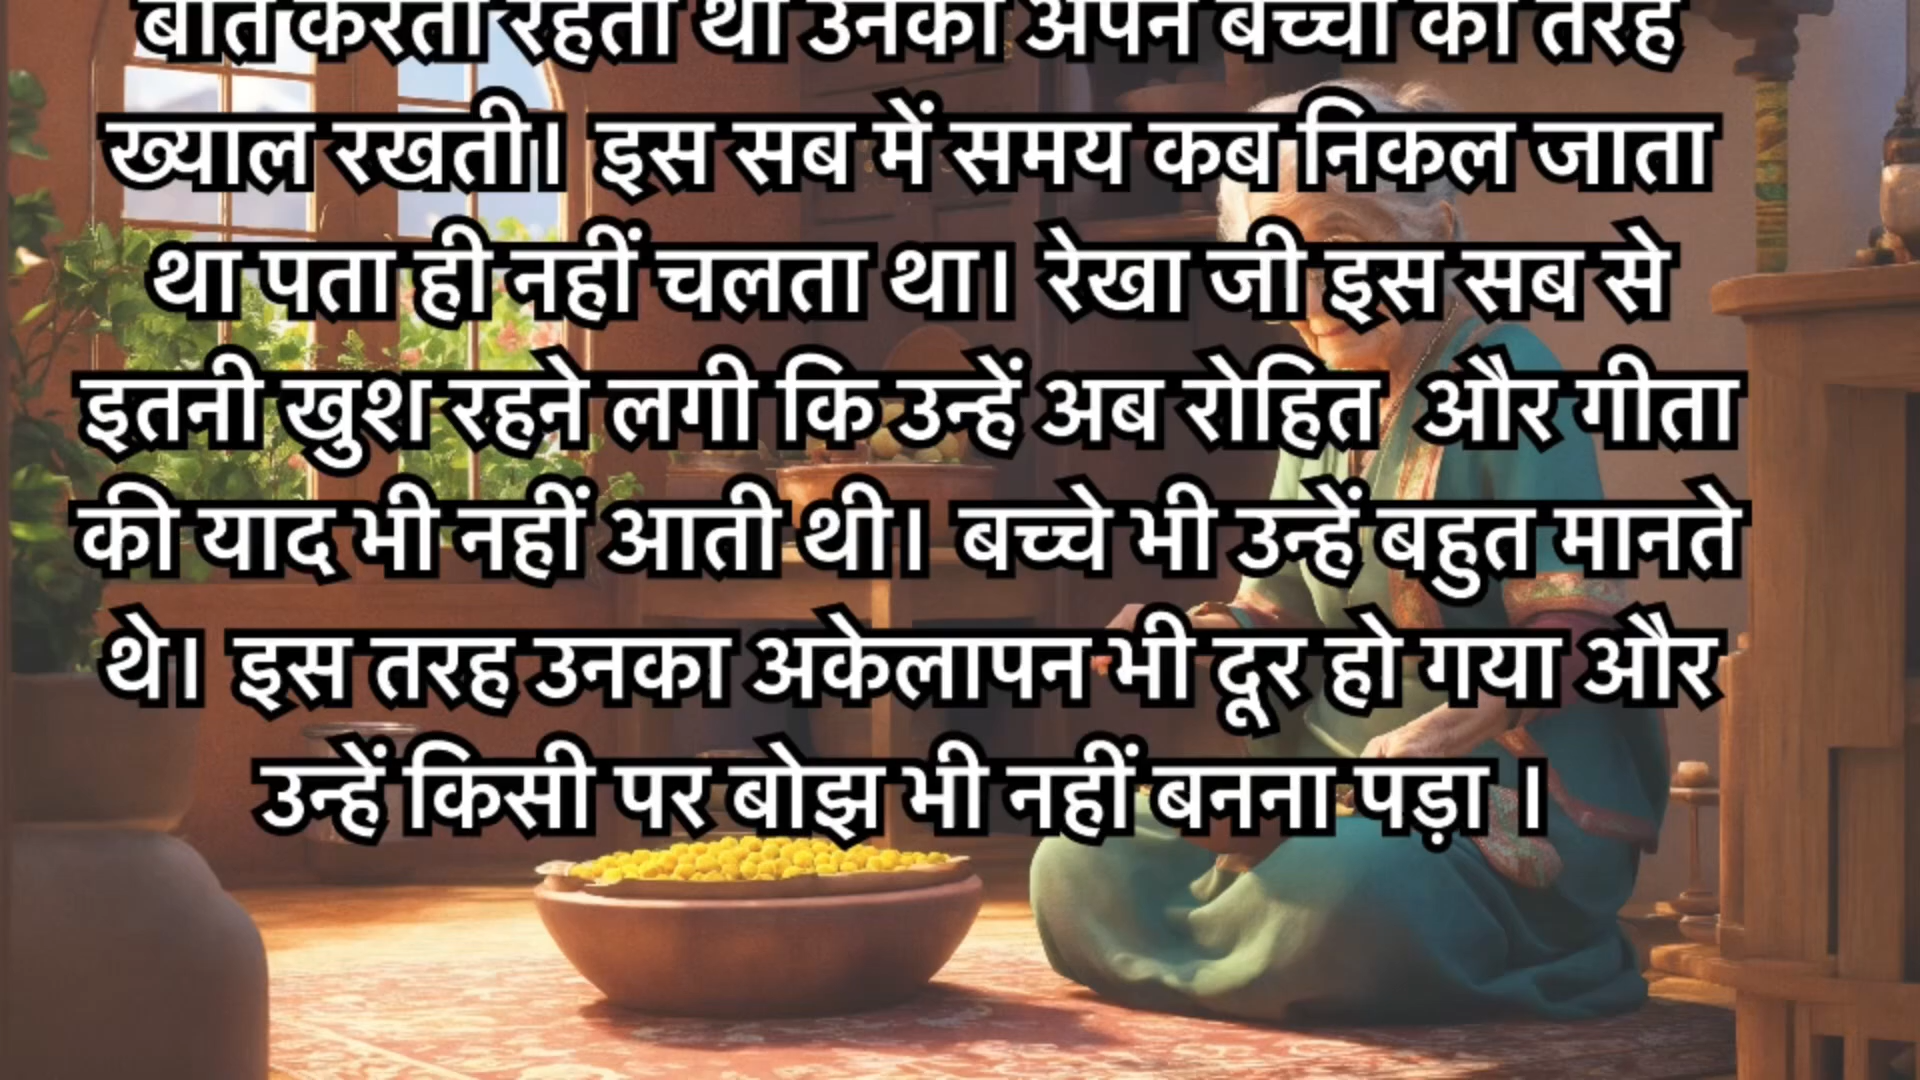 बात करती रहती थी उनका अपने बच्चों की तरह
ख्याल रखती। इस सब में समय कब निकल जाता
था पता ही नहीं चलता था। रेखा जी इस सब से
इतनी खुश रहने लगी कि उन्हें अब रोहित और गीता
की याद भी नहीं आती थी। बच्चे भी उन्हें बहुत मानते
थे। इस तरह उनका अकेलापन भी दूर हो गया और
उन्हें किसी पर बोझ भी नहीं बनना पड़ा ।